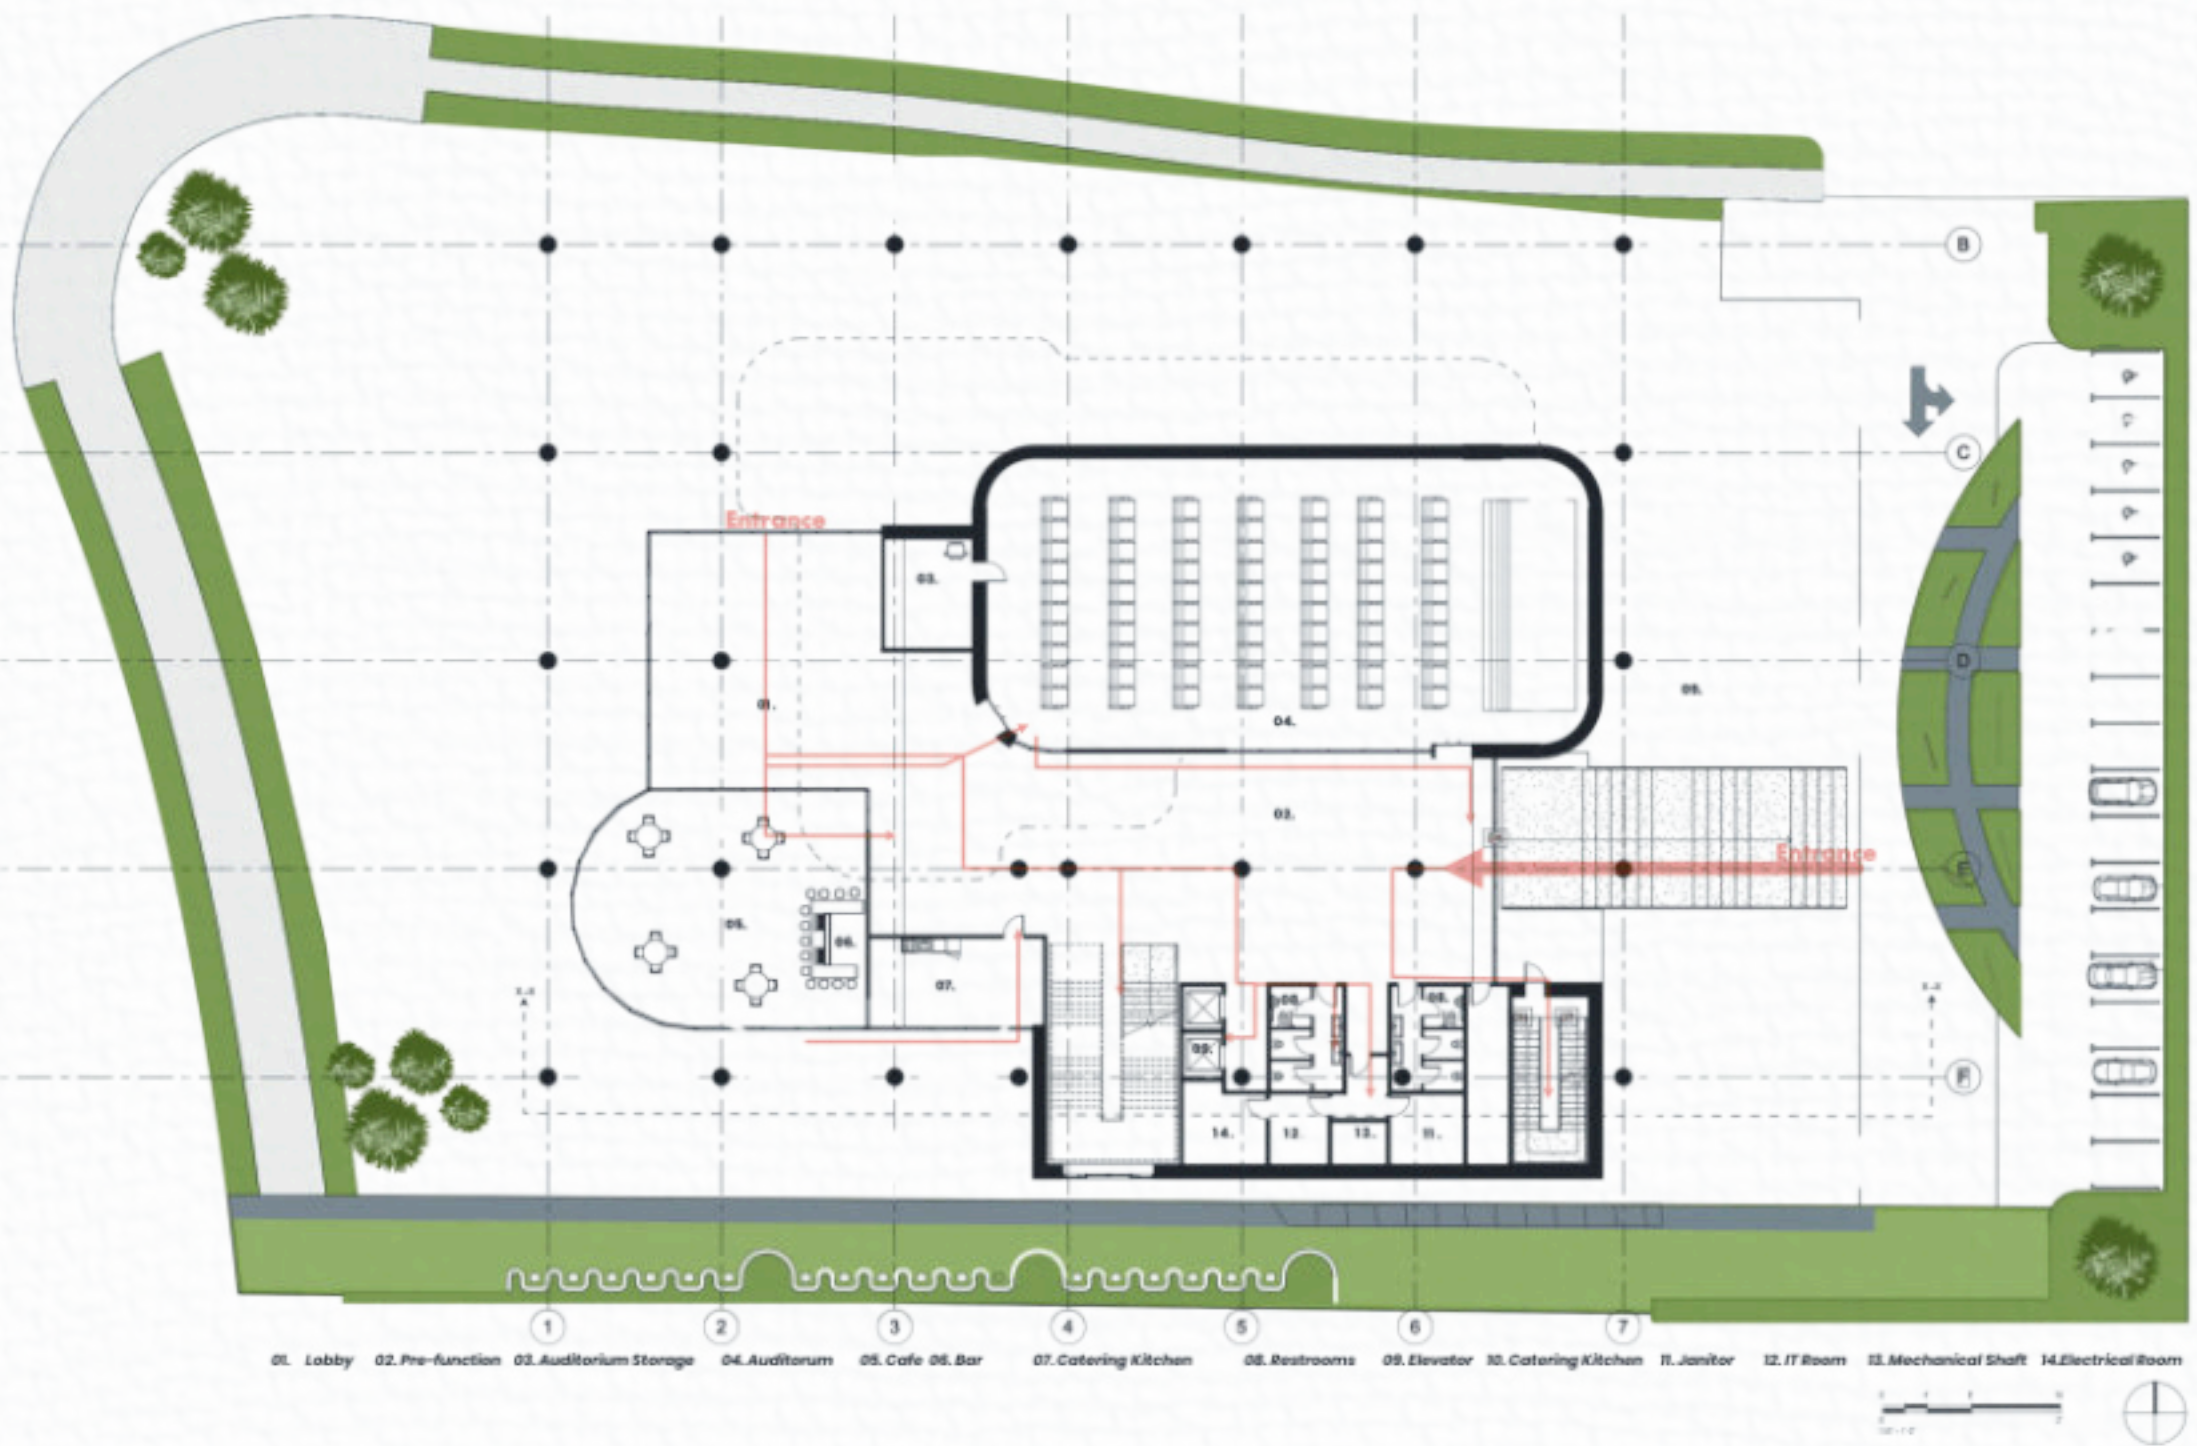 B
C
Entrance
03.
D
01.
09.
04.
02.
Entrance
E
05.
06.
07.
08.
08.
09.
F
14.
12.
13.
11.
1
2
3
4
5
6
7
01. Lobby 02. Pre-function 03. Auditorium Storage 04. Auditorum 05. Cafe 06. Bar 07. Catering Kitchen 08. Restrooms 09. Elevator 10. Catering Kitchen 11. Janitor 12. IT Room 13. Mechanical Shaft 14.Electrical Room